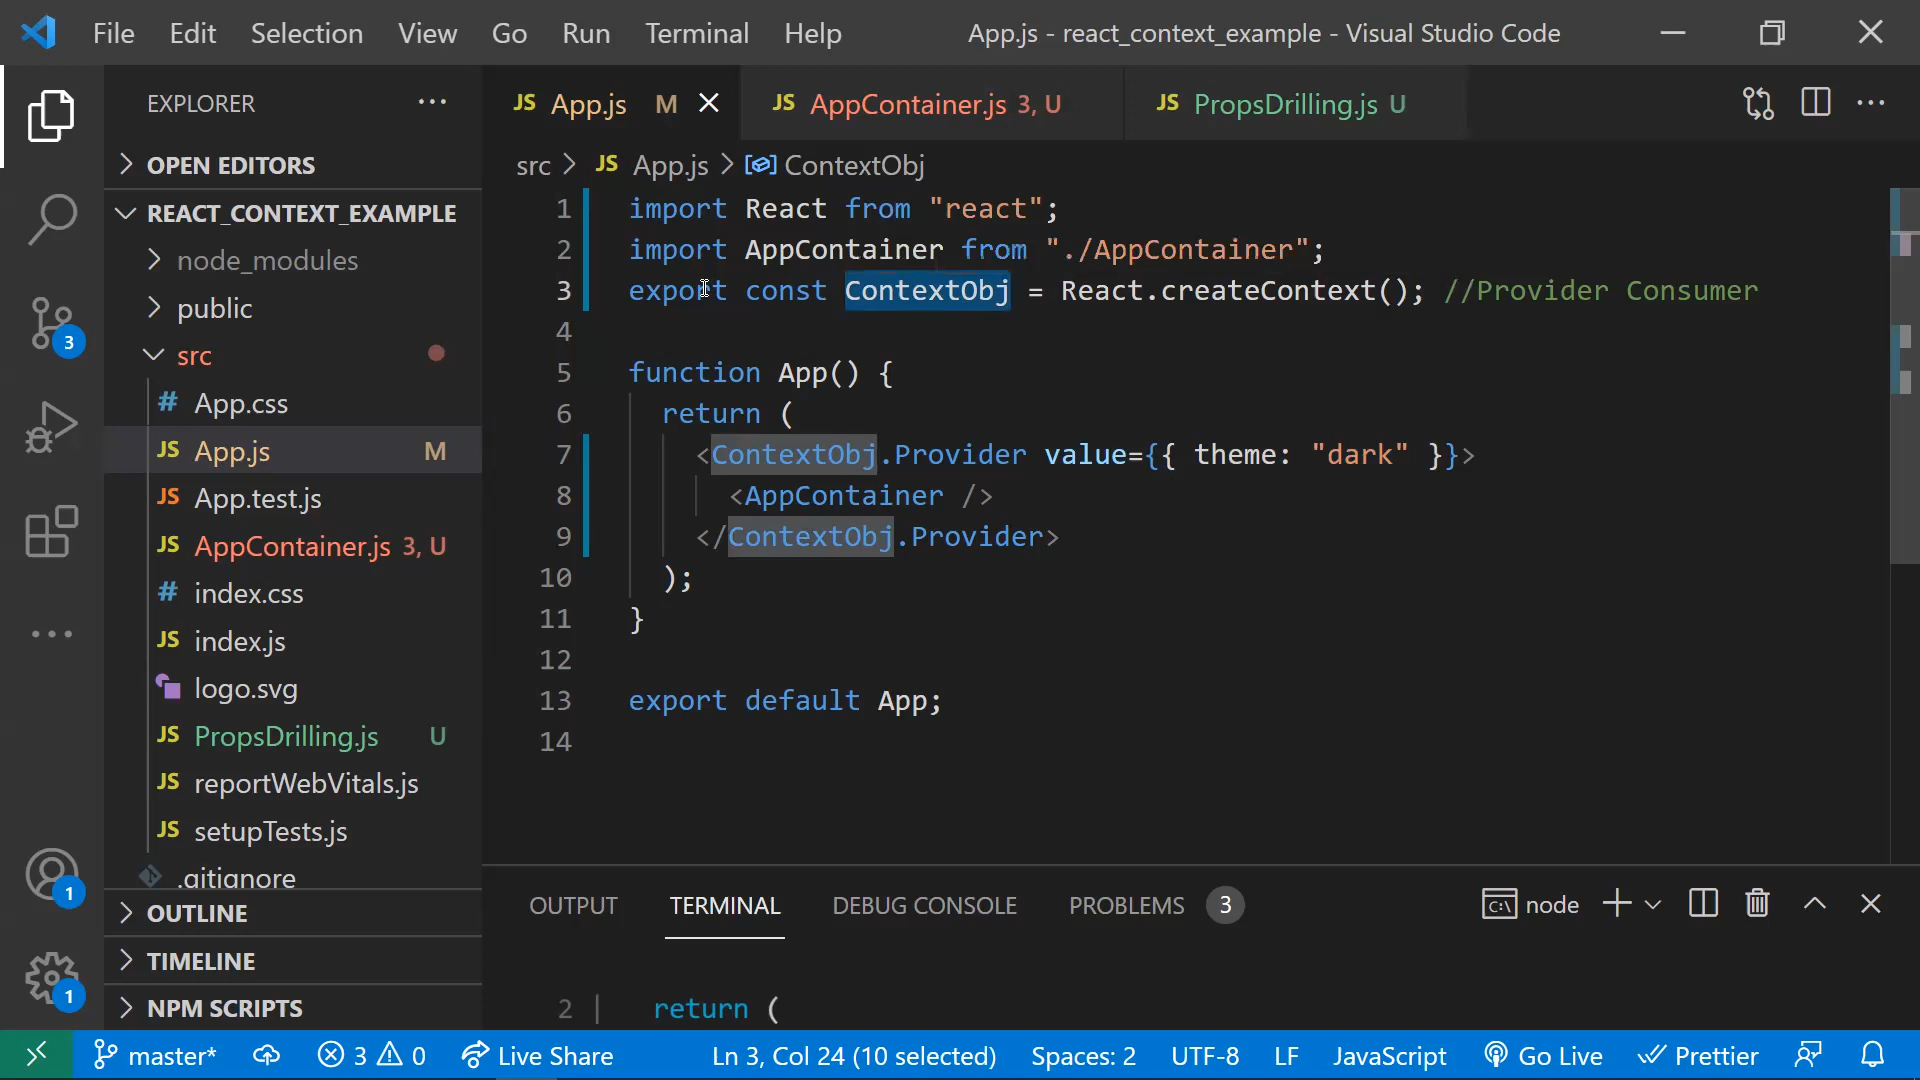 File Edit Selection View Go Run Terminal Help App.js - react_context_example - Visual Studio Code
EXPLORER ...
JS App.js M
JS AppContainer.js 3, U
JS PropsDrilling.js U
OPEN EDITORS
REACT_CONTEXT_EXAMPLE
node_modules
public
src
# App.css
JS App.js M
JS App.test.js
JS AppContainer.js 3, U
# index.css
JS index.js
logo.svg
JS PropsDrilling.js U
JS reportWebVitals.js
JS setupTests.js
.gitignore
OUTLINE
TIMELINE
NPM SCRIPTS
3
1
1
src > JS App.js > ContextObj
1 import React from "react";
2 import AppContainer from "./AppContainer";
3 export const ContextObj = React.createContext(); //Provider Consumer
4
5 function App() {
6 return (
7 <ContextObj.Provider value={{ theme: "dark" }}>
8 <AppContainer />
9 </ContextObj.Provider>
10 );
11 }
12
13 export default App;
14
OUTPUT TERMINAL DEBUG CONSOLE PROBLEMS 3 node
2 | return (
master* 3 0 Live Share Ln 3, Col 24 (10 selected) Spaces: 2 UTF-8 LF JavaScript Go Live Prettier